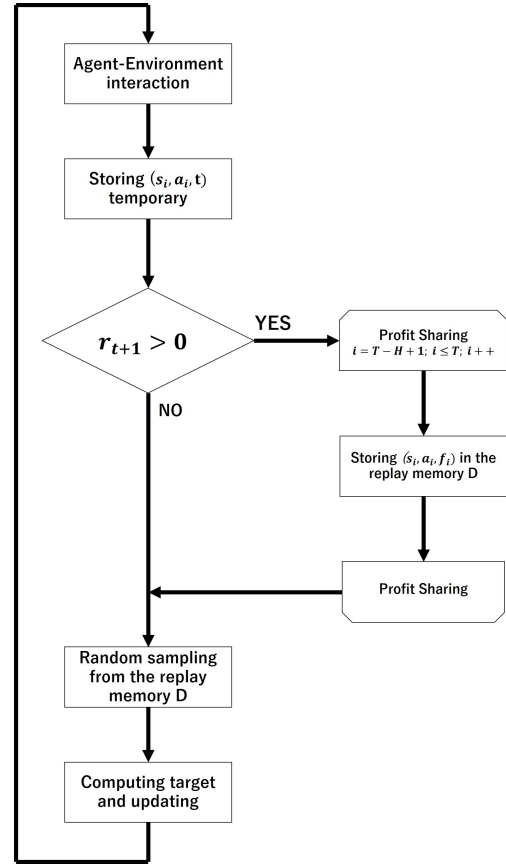 Agent-Environment
interaction
Storing (s_i, a_i, t)
temporary
r_{t+1} > 0
YES
NO
Profit Sharing
i = T − H + 1; i ≤ T; i + +
Storing (s_i, a_i, f_i) in the
replay memory D
Profit Sharing
Random sampling
from the replay
memory D
Computing target
and updating